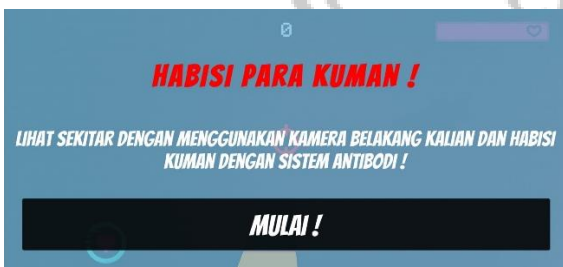 0
HABISI PARA KUMAN !
LIHAT SEKITAR DENGAN MENGGUNAKAN KAMERA BELAKANG KALIAN DAN HABISI
KUMAN DENGAN SISTEM ANTIBODI !
MULAI !